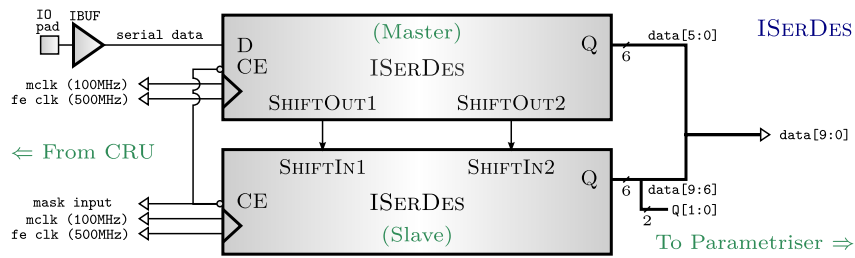 IO
pad
IBUF
serial data
D
(Master)
Q
data[5:0]
6
ISerDes
CE
ISerDes
mclk (100MHz)
fe clk (500MHz)
ShiftOut1
ShiftOut2
data[9:0]
⇐ From CRU
ShiftIn1
ShiftIn2
Q
6
data[9:6]
mask input
CE
ISerDes
Q[1:0]
2
mclk (100MHz)
fe clk (500MHz)
(Slave)
To Parametriser ⇒